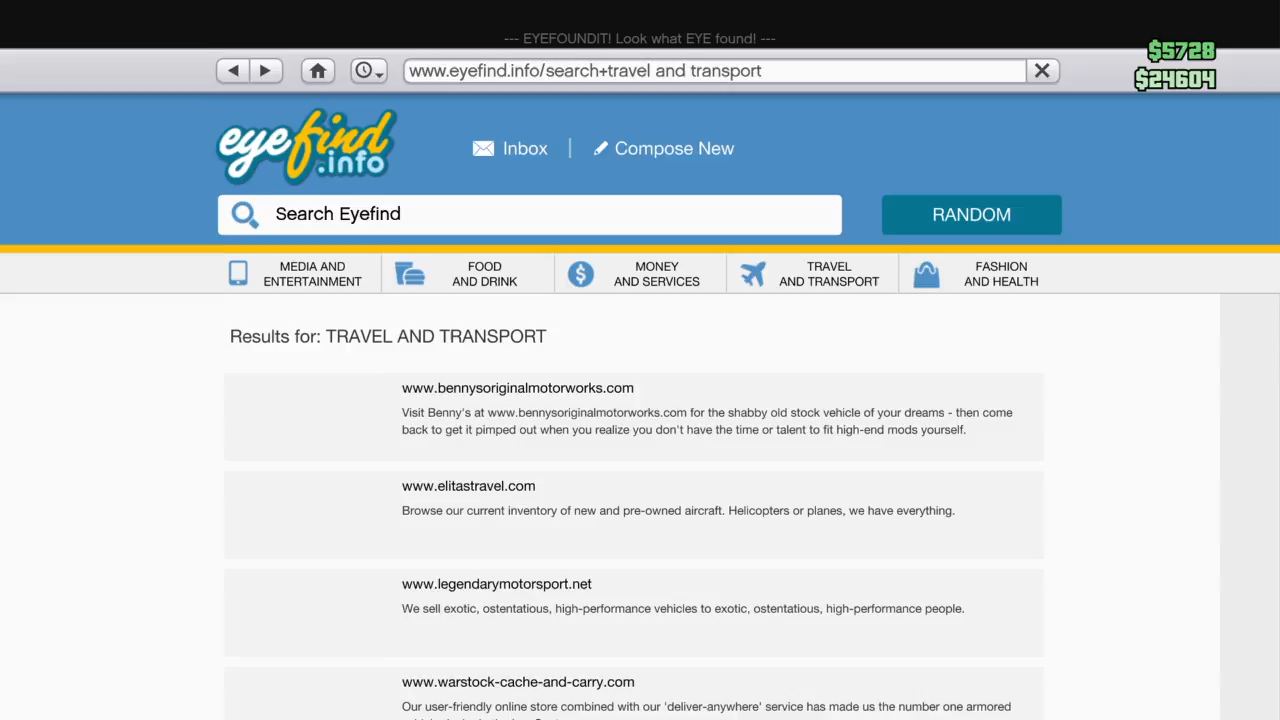 --- EYEFOUNDIT! Look what EYE found! ---
$5728
www.eyefind.info/search+travel and transport
$24604
eyefind
.info
Inbox
Compose New
Search Eyefind
RANDOM
MEDIA AND
ENTERTAINMENT
FOOD
AND DRINK
MONEY
AND SERVICES
TRAVEL
AND TRANSPORT
FASHION
AND HEALTH
Results for: TRAVEL AND TRANSPORT
www.bennysoriginalmotorworks.com
Visit Benny's at www.bennysoriginalmotorworks.com for the shabby old stock vehicle of your dreams - then come
back to get it pimped out when you realize you don't have the time or talent to fit high-end mods yourself.
www.elitastravel.com
Browse our current inventory of new and pre-owned aircraft. Helicopters or planes, we have everything.
www.legendarymotorsport.net
We sell exotic, ostentatious, high-performance vehicles to exotic, ostentatious, high-performance people.
www.warstock-cache-and-carry.com
Our user-friendly online store combined with our 'deliver-anywhere' service has made us the number one armored